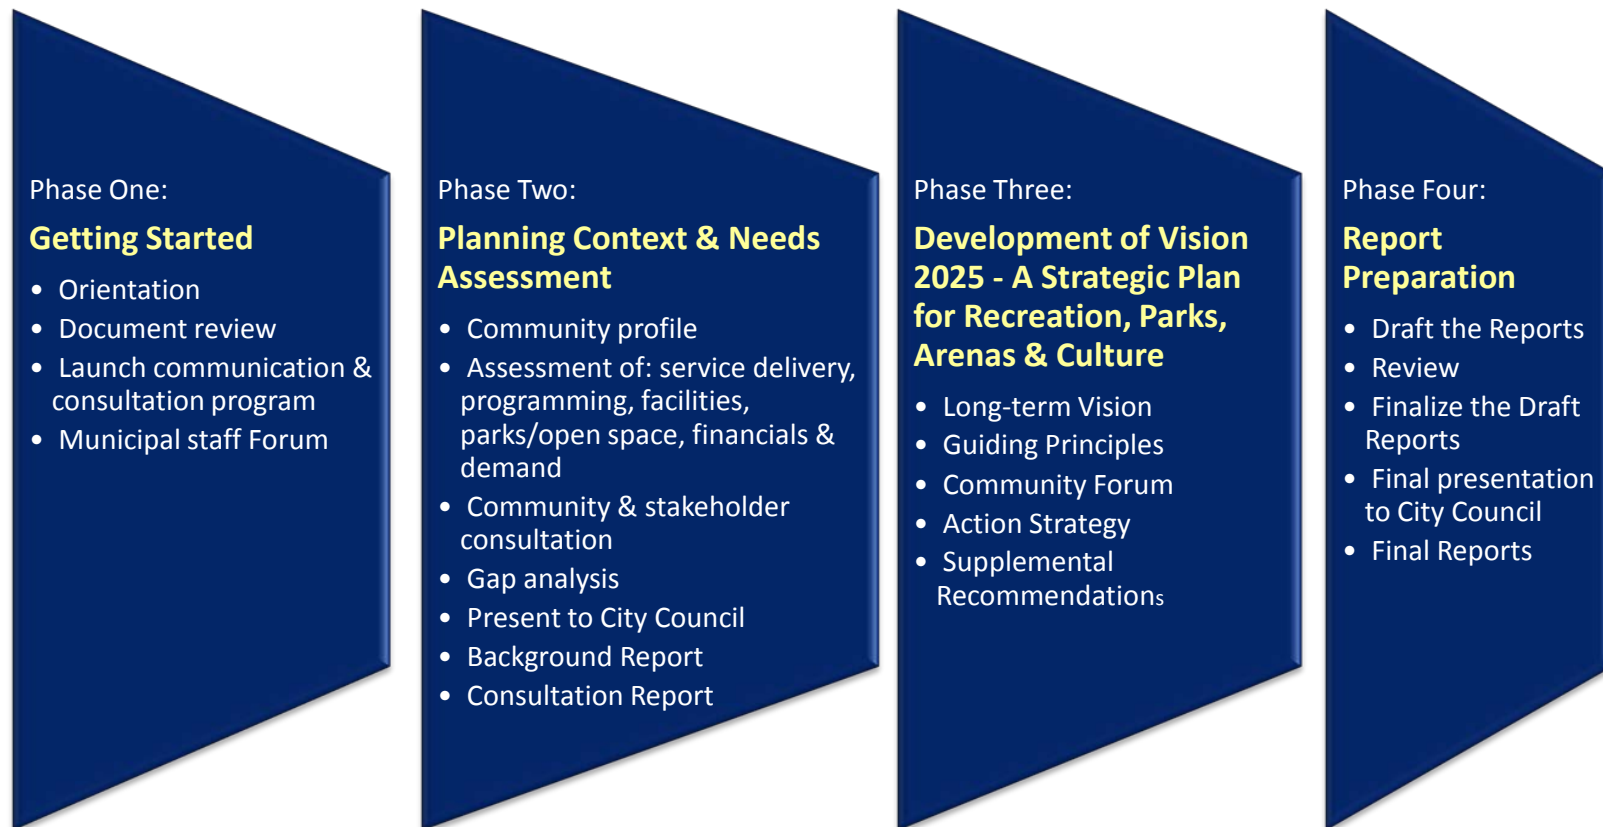 Phase One:
Getting Started
• Orientation
• Document review
• Launch communication &
consultation program
• Municipal staff Forum
Phase Two:
Planning Context & Needs
Assessment
• Community profile
• Assessment of: service delivery,
programming, facilities,
parks/open space, financials &
demand
• Community & stakeholder
consultation
• Gap analysis
• Present to City Council
• Background Report
• Consultation Report
Phase Three:
Development of Vision
2025 - A Strategic Plan
for Recreation, Parks,
Arenas & Culture
• Long-term Vision
• Guiding Principles
• Community Forum
• Action Strategy
• Supplemental
Recommendations
Phase Four:
Report
Preparation
• Draft the Reports
• Review
• Finalize the Draft
Reports
• Final presentation
to City Council
• Final Reports